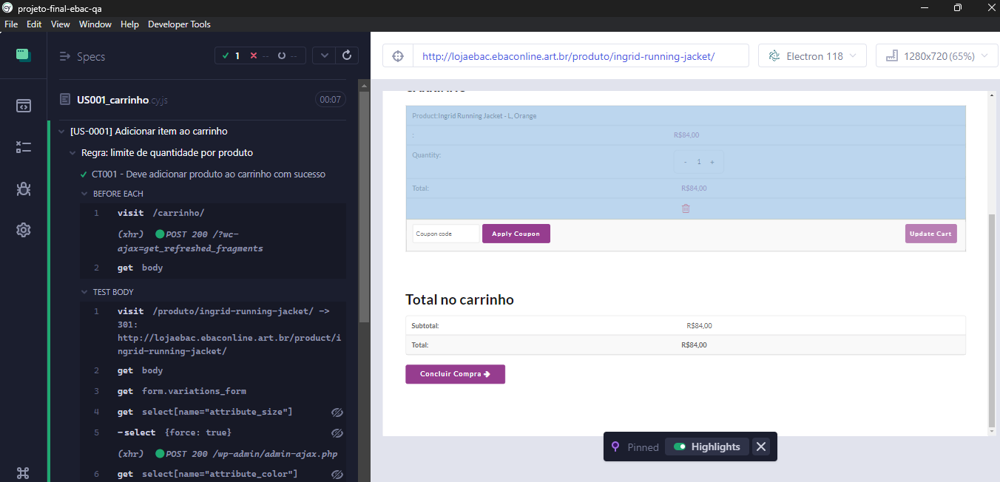 projeto-final-ebac-qa
File Edit View Window Help Developer Tools
Specs
1 -- --
US001_carrinho.cy.js 00:07
[US-0001] Adicionar item ao carrinho
Regra: limite de quantidade por produto
CT001 - Deve adicionar produto ao carrinho com sucesso
BEFORE EACH
1 visit /carrinho/
(xhr) POST 200 /?wc-
ajax=get_refreshed_fragments
2 get body
TEST BODY
1 visit /produto/ingrid-running-jacket/ ->
301:
http://lojaebac.ebaconline.art.br/product/i
ngrid-running-jacket/
2 get body
3 get form.variations_form
4 get select[name="attribute_size"]
5 -select {force: true}
(xhr) POST 200 /wp-admin/admin-ajax.php
6 get select[name="attribute_color"]
http://lojaebac.ebaconline.art.br/produto/ingrid-running-jacket/
Electron 118
1280x720 (65%)
Product:Ingrid Running Jacket - L, Orange
: R$84,00
Quantity: - 1 +
Total: R$84,00
Coupon code Apply Coupon Update Cart
Total no carrinho
Subtotal: R$84,00
Total: R$84,00
Concluir Compra
Pinned Highlights